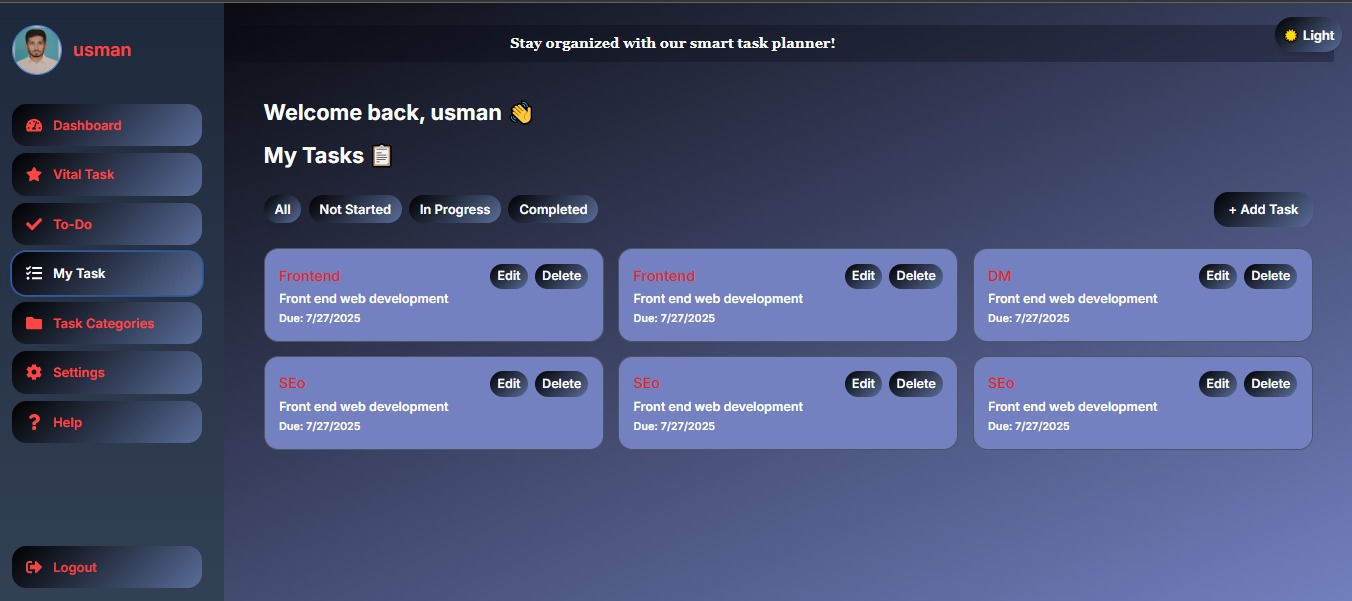 usman
Dashboard
Vital Task
To-Do
My Task
Task Categories
Settings
Help
Logout
Stay organized with our smart task planner!
Light
Welcome back, usman 👋
My Tasks 📋
All Not Started In Progress Completed + Add Task
Frontend Edit Delete
Front end web development
Due: 7/27/2025
Frontend Edit Delete
Front end web development
Due: 7/27/2025
DM Edit Delete
Front end web development
Due: 7/27/2025
SEo Edit Delete
Front end web development
Due: 7/27/2025
SEo Edit Delete
Front end web development
Due: 7/27/2025
SEo Edit Delete
Front end web development
Due: 7/27/2025